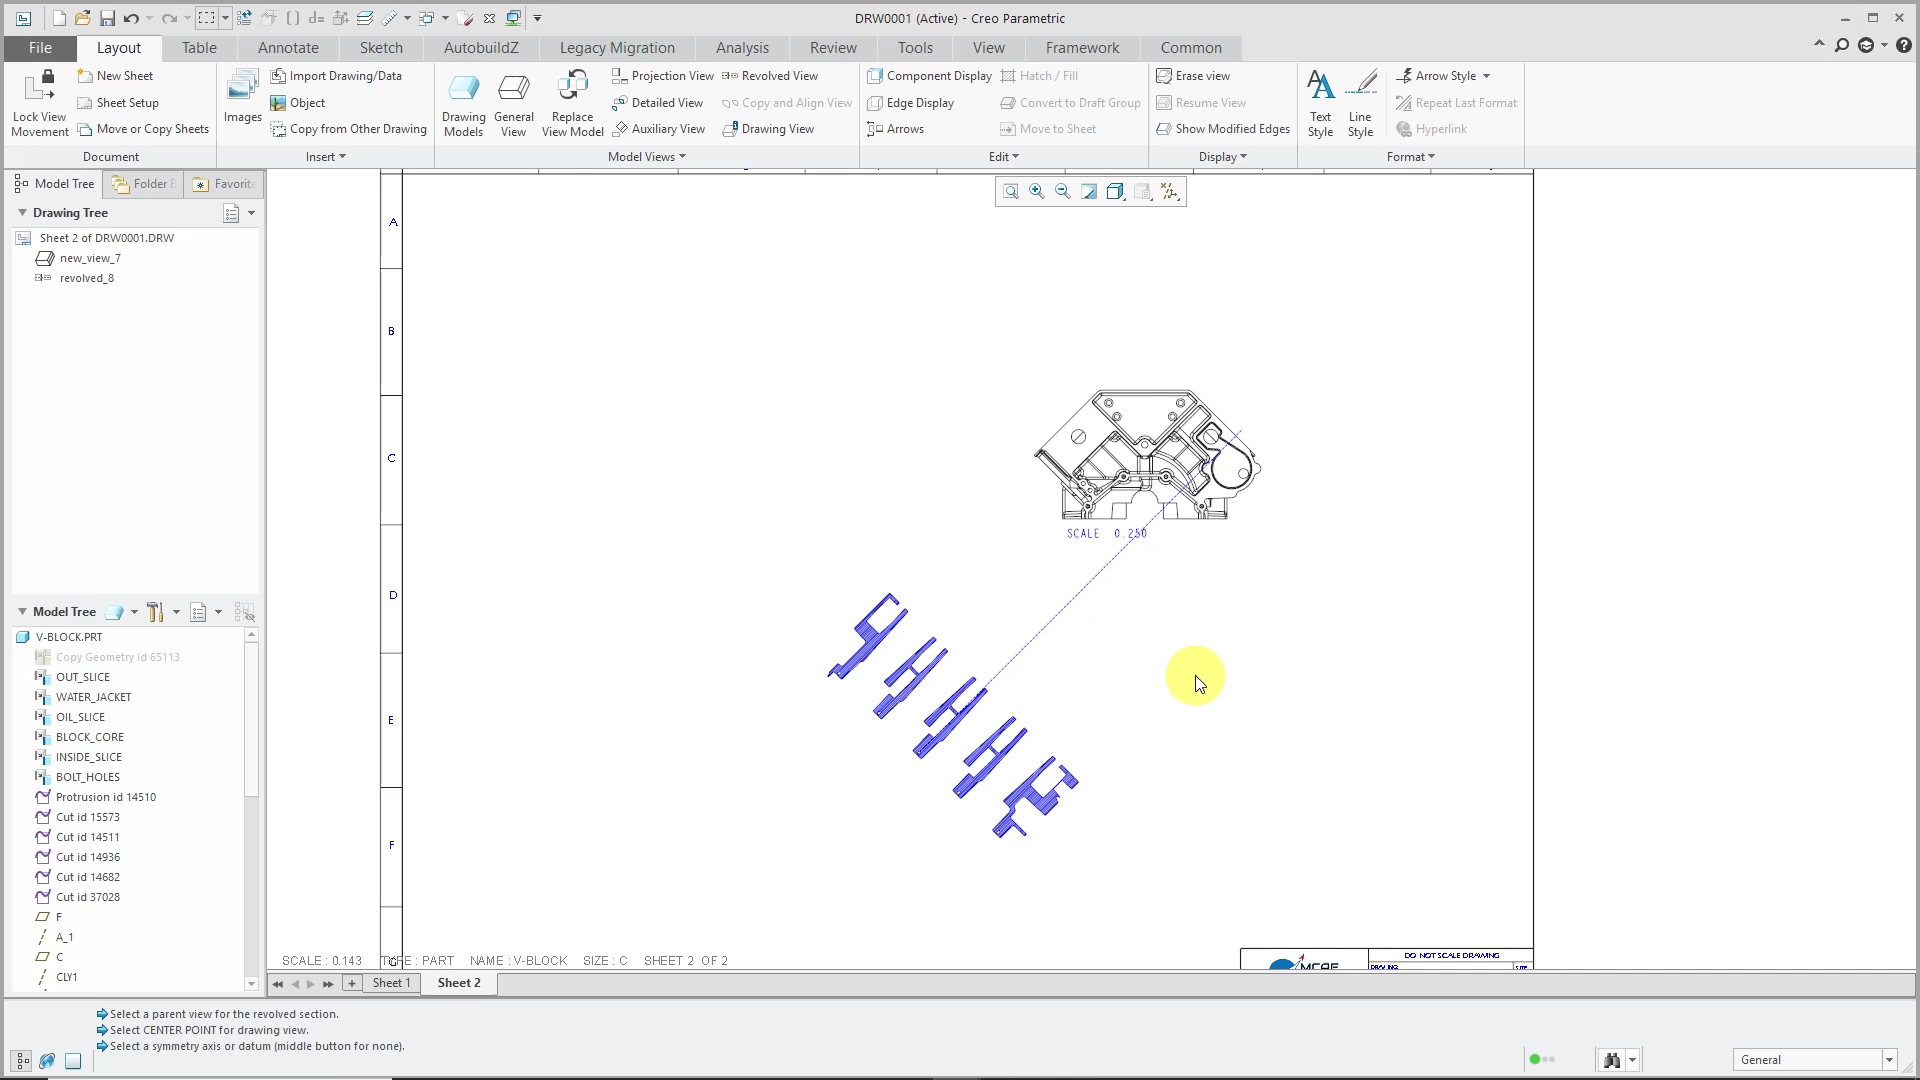 DRW0001 (Active) - Creo Parametric
File Layout Table Annotate Sketch AutobuildZ Legacy Migration Analysis Review Tools View Framework Common
Lock View Movement
New Sheet
Sheet Setup
Move or Copy Sheets
Document
Images
Import Drawing/Data
Object
Copy from Other Drawing
Insert
Drawing Models
General View
Replace View Model
Projection View
Detailed View
Auxiliary View
Revolved View
Copy and Align View
Drawing View
Model Views
Component Display
Edge Display
Arrows
Hatch / Fill
Convert to Draft Group
Move to Sheet
Edit
Erase view
Resume View
Show Modified Edges
Display
Text Style
Line Style
Arrow Style
Repeat Last Format
Hyperlink
Format
Model Tree
Folder
Favorit
Drawing Tree
Sheet 2 of DRW0001.DRW
new_view_7
revolved_8
Model Tree
V-BLOCK.PRT
Copy Geometry id 65113
OUT_SLICE
WATER_JACKET
OIL_SLICE
BLOCK_CORE
INSIDE_SLICE
BOLT_HOLES
Protrusion id 14510
Cut id 15573
Cut id 14511
Cut id 14936
Cut id 14682
Cut id 37028
F
A_1
C
CLY1
A
B
C
D
E
F
G
SCALE 0.250
MCAE
DO NOT SCALE DRAWING
SCALE : 0.143 TYPE : PART NAME : V-BLOCK SIZE : C SHEET 2 OF 2
Sheet 1
Sheet 2
Select a parent view for the revolved section.
Select CENTER POINT for drawing view.
Select a symmetry axis or datum (middle button for none).
General